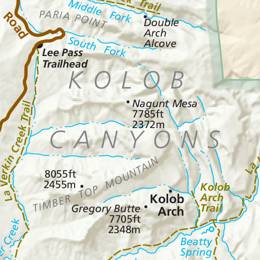 Middle Fork
Trail
PARIA POINT
Double
Arch
Alcove
Road
South Fork
Lee Pass
Trailhead
KOLOB
Nagunt Mesa
7785ft
2372m
CANYONS
La Verkin Creek Trail
8055ft
2455m
TIMBER TOP MOUNTAIN
Kolob
Arch
Kolob
Arch
Trail
La
Gregory Butte
7705ft
2348m
Beatty
Spring
Creek